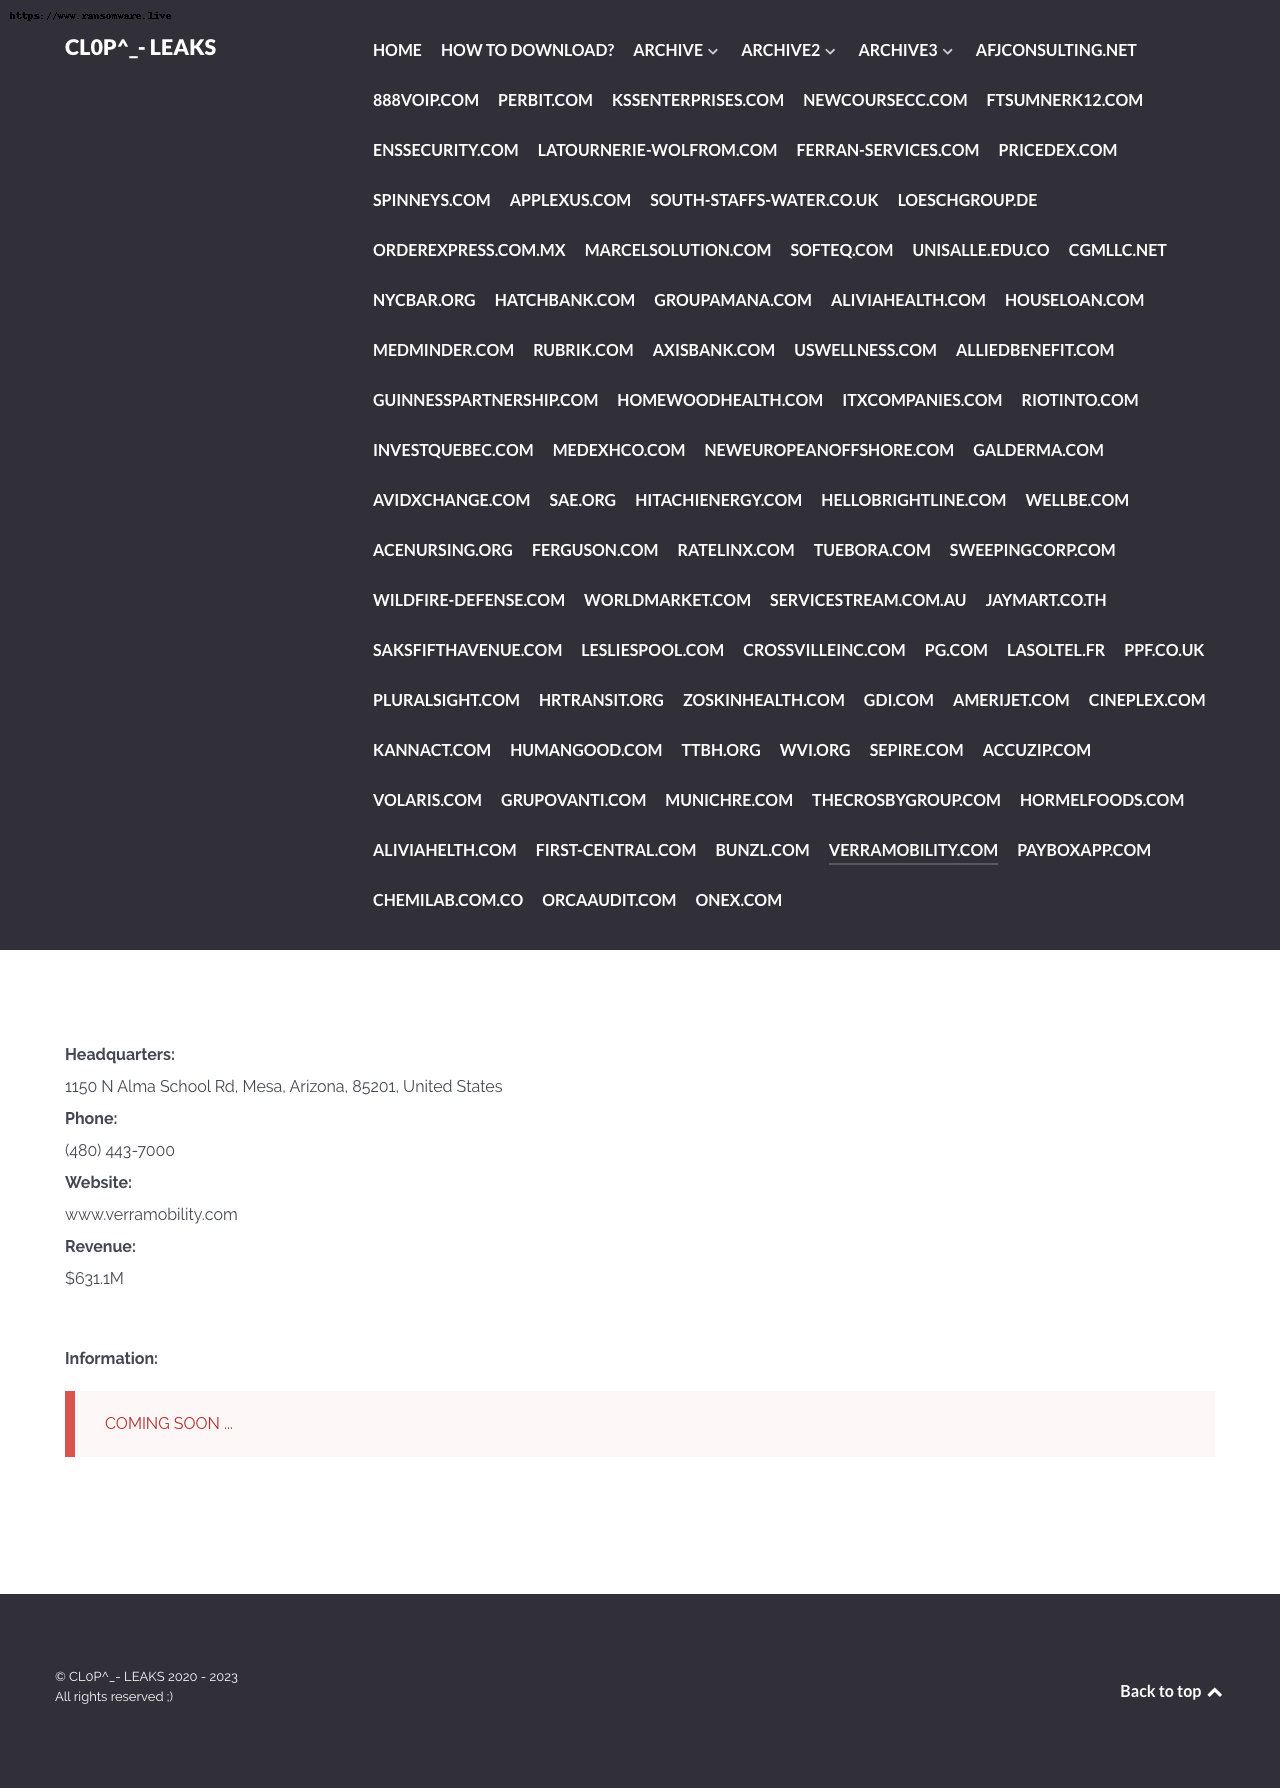 https://www.ransomware.live
CL0P^_- LEAKS
HOME HOW TO DOWNLOAD? ARCHIVE ARCHIVE2 ARCHIVE3 AFJCONSULTING.NET
888VOIP.COM PERBIT.COM KSSENTERPRISES.COM NEWCOURSECC.COM FTSUMNERK12.COM
ENSSECURITY.COM LATOURNERIE-WOLFROM.COM FERRAN-SERVICES.COM PRICEDEX.COM
SPINNEYS.COM APPLEXUS.COM SOUTH-STAFFS-WATER.CO.UK LOESCHGROUP.DE
ORDEREXPRESS.COM.MX MARCELSOLUTION.COM SOFTEQ.COM UNISALLE.EDU.CO CGMLLC.NET
NYCBAR.ORG HATCHBANK.COM GROUPAMANA.COM ALIVIAHEALTH.COM HOUSELOAN.COM
MEDMINDER.COM RUBRIK.COM AXISBANK.COM USWELLNESS.COM ALLIEDBENEFIT.COM
GUINNESSPARTNERSHIP.COM HOMEWOODHEALTH.COM ITXCOMPANIES.COM RIOTINTO.COM
INVESTQUEBEC.COM MEDEXHCO.COM NEWEUROPEANOFFSHORE.COM GALDERMA.COM
AVIDXCHANGE.COM SAE.ORG HITACHIENERGY.COM HELLOBRIGHTLINE.COM WELLBE.COM
ACENURSING.ORG FERGUSON.COM RATELINX.COM TUEBORA.COM SWEEPINGCORP.COM
WILDFIRE-DEFENSE.COM WORLDMARKET.COM SERVICESTREAM.COM.AU JAYMART.CO.TH
SAKSFIFTHAVENUE.COM LESLIESPOOL.COM CROSSVILLEINC.COM PG.COM LASOLTEL.FR PPF.CO.UK
PLURALSIGHT.COM HRTRANSIT.ORG ZOSKINHEALTH.COM GDI.COM AMERIJET.COM CINEPLEX.COM
KANNACT.COM HUMANGOOD.COM TTBH.ORG WVI.ORG SEPIRE.COM ACCUZIP.COM
VOLARIS.COM GRUPOVANTI.COM MUNICHRE.COM THECROSBYGROUP.COM HORMELFOODS.COM
ALIVIAHELTH.COM FIRST-CENTRAL.COM BUNZL.COM VERRAMOBILITY.COM PAYBOXAPP.COM
CHEMILAB.COM.CO ORCAAUDIT.COM ONEX.COM
Headquarters:
1150 N Alma School Rd, Mesa, Arizona, 85201, United States
Phone:
(480) 443-7000
Website:
www.verramobility.com
Revenue:
$631.1M
Information:
COMING SOON ...
© CL0P^_- LEAKS 2020 - 2023
All rights reserved ;)
Back to top